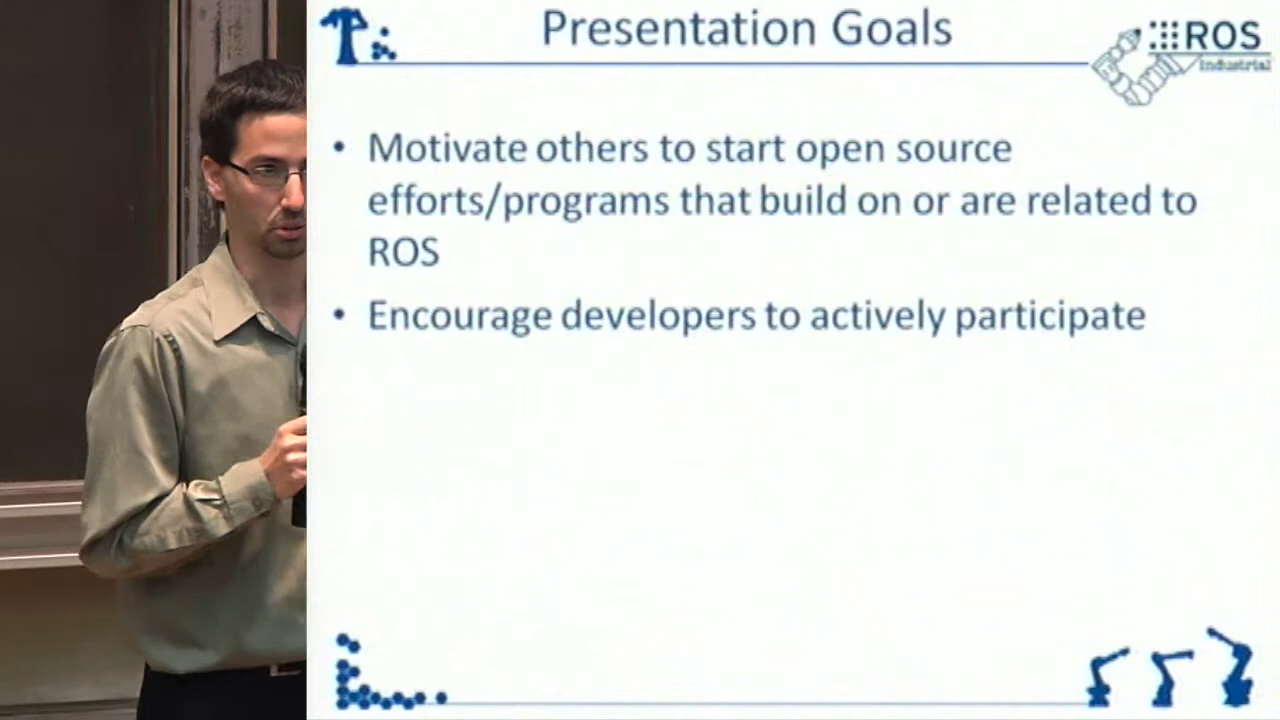 Presentation Goals
ROS
Industrial
• Motivate others to start open source
efforts/programs that build on or are related to
ROS
• Encourage developers to actively participate